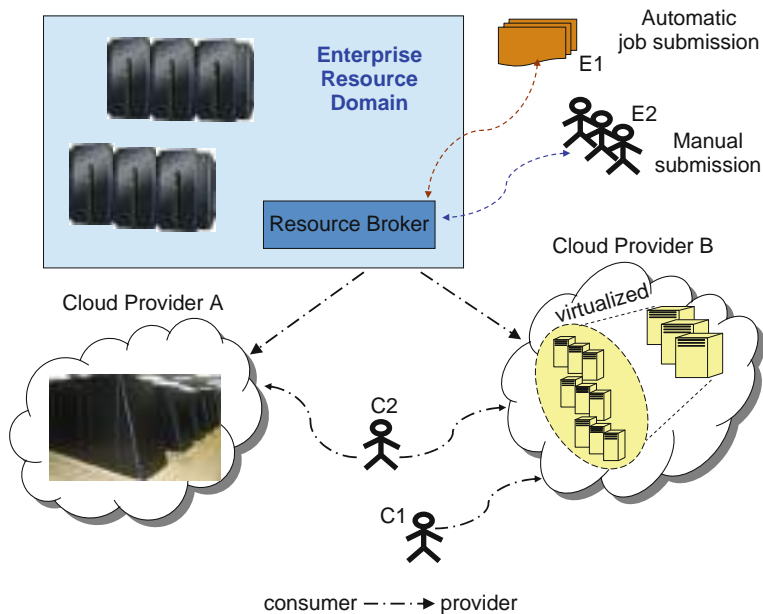 Automatic
job submission
E1
Enterprise
Resource
Domain
E2
Manual
submission
Resource Broker
Cloud Provider B
Cloud Provider A
virtualized
C2
C1
consumer
provider